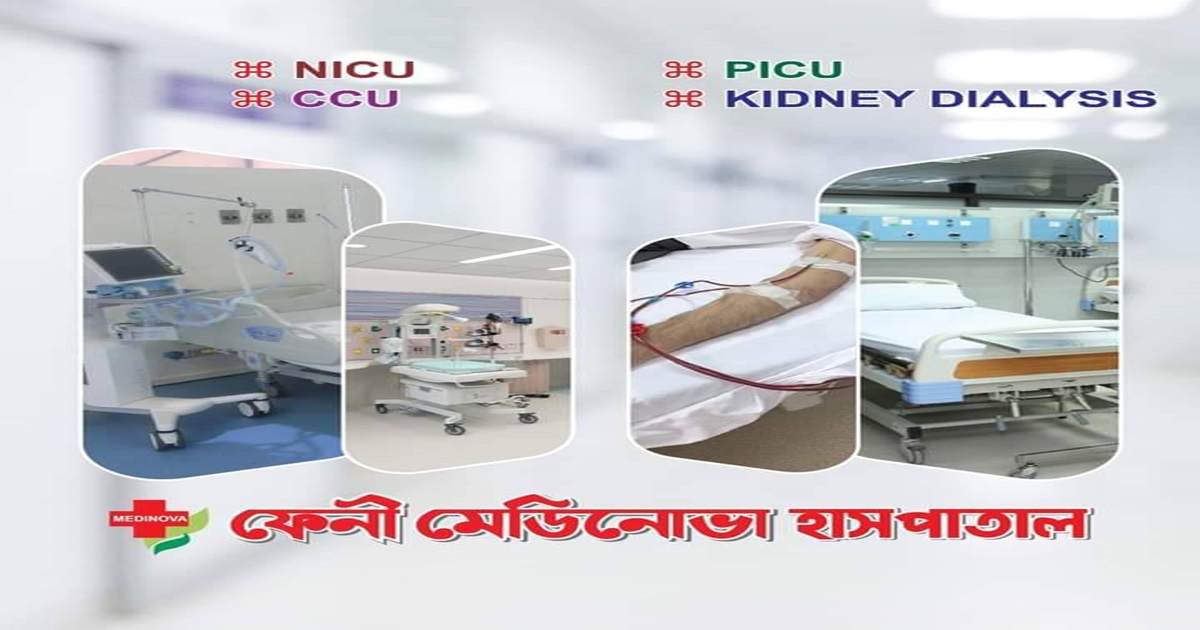 ⌘ NICU
⌘ CCU
⌘ PICU
⌘ KIDNEY DIALYSIS
MEDINOVA
ফেনী মেডিনোভা হাসপাতাল